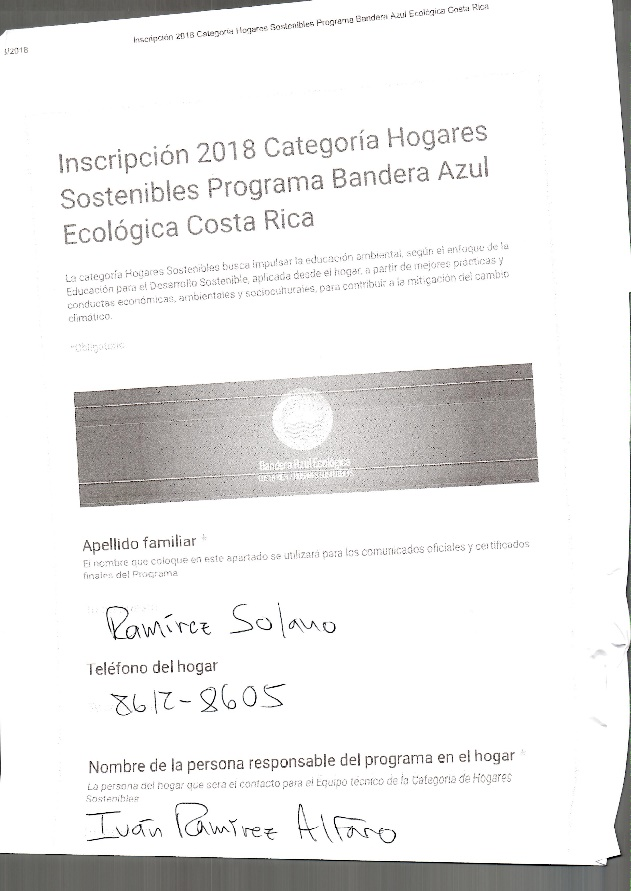 Inscripción 2018 Categoría Hogares Sostenibles Programa Bandera Azul Ecológica Costa Rica
/2018
Inscripción 2018 Categoría Hogares
Sostenibles Programa Bandera Azul
Ecológica Costa Rica
La categoría Hogares Sostenibles busca impulsar la educación ambiental, según el enfoque de la
Educación para el Desarrollo Sostenible, aplicada desde el hogar, a partir de mejores prácticas y
conductas económicas, ambientales y socioculturales, para contribuir a la mitigación del cambio
climático.
*Obligatorio
Bandera Azul Ecológica
Apellido familiar *
El nombre que coloque en este apartado se utilizará para los comunicados oficiales y certificados
finales del Programa
Ramírez Solano
Teléfono del hogar
8612-8605
Nombre de la persona responsable del programa en el hogar *
La persona del hogar que será el contacto para el Equipo técnico de la Categoría de Hogares
Sostenibles
Iván Ramírez Alfaro